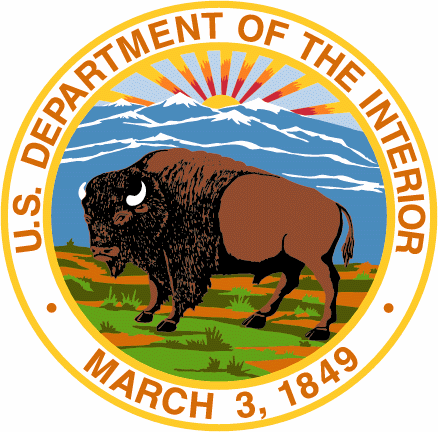 U.S. DEPARTMENT OF THE INTERIOR
MARCH 3, 1849